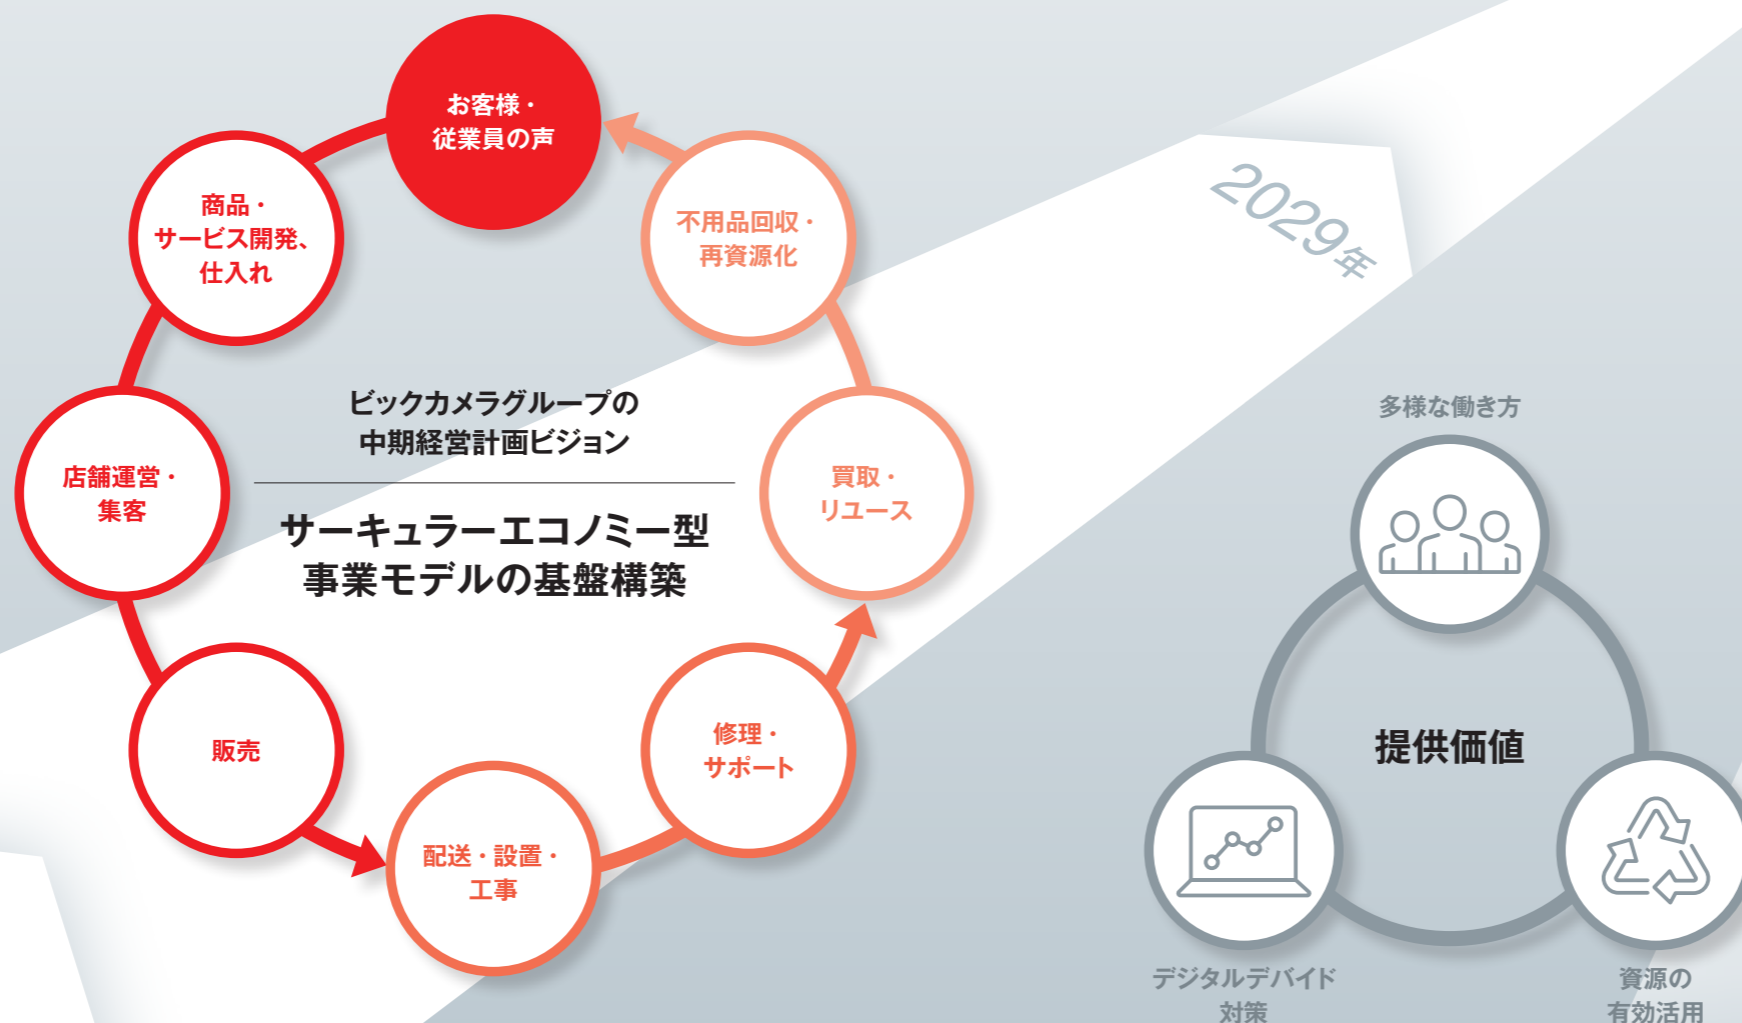 お客様・
従業員の声
商品・
サービス開発、
仕入れ
店舗運営・
集客
販売
配送・設置・
工事
修理・
サポート
買取・
リユース
不用品回収・
再資源化
ビックカメラグループの
中期経営計画ビジョン
サーキュラーエコノミー型
事業モデルの基盤構築
2029年
多様な働き方
提供価値
デジタルデバイド
対策
資源の
有効活用